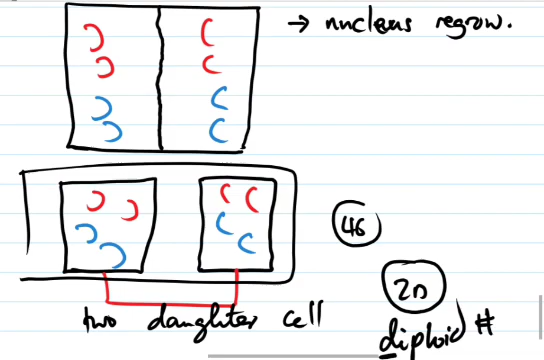 → nucleus regrow.
46
2n
two daughter cell
diploid #